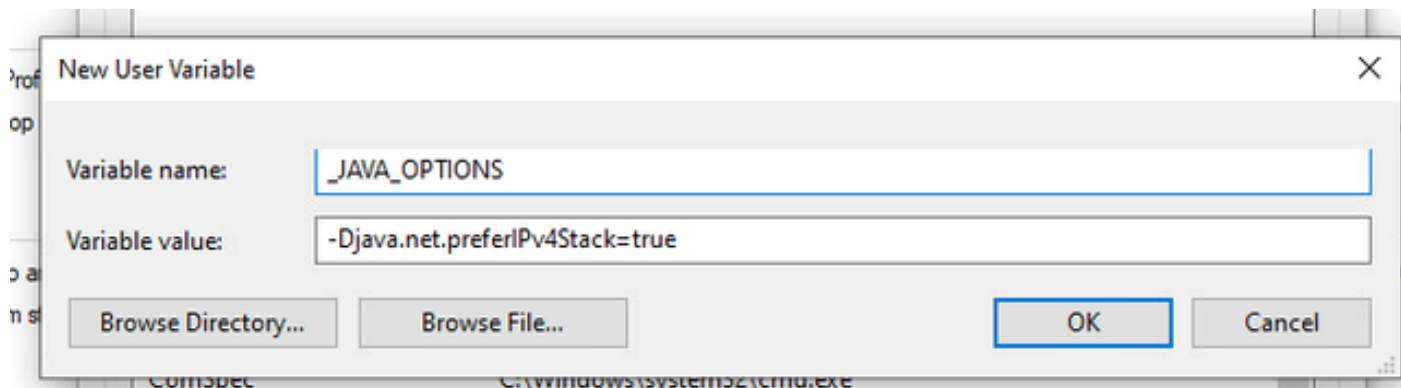 New User Variable
Variable name: _JAVA_OPTIONS
Variable value: -Djava.net.preferIPv4Stack=true
Browse Directory... Browse File... OK Cancel
ComSpec C:\Windows\system32\cmd.exe